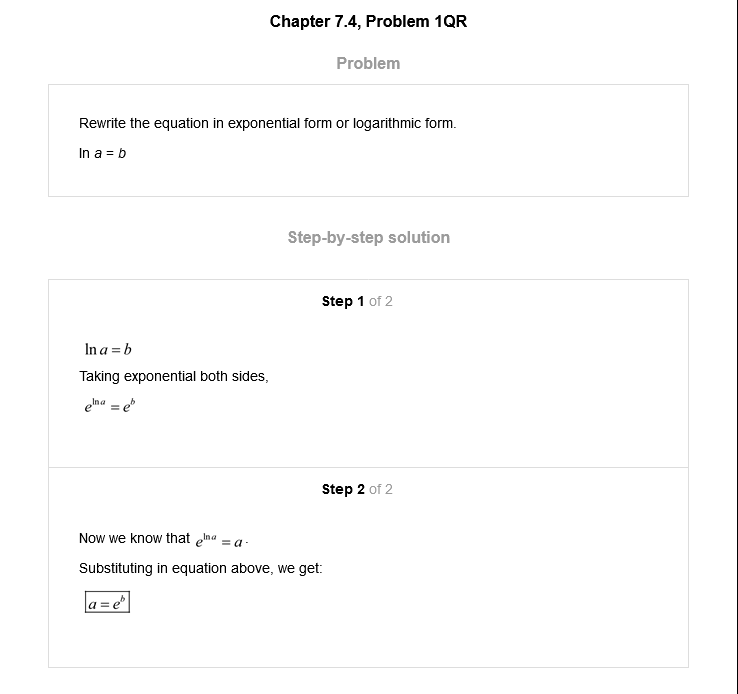 Chapter 7.4, Problem 1QR
Problem
Rewrite the equation in exponential form or logarithmic form.
ln a = b
Step-by-step solution
Step 1 of 2
ln a = b
Taking exponential both sides,
e^{ln a} = e^b
Step 2 of 2
Now we know that e^{ln a} = a.
Substituting in equation above, we get:
a = e^b